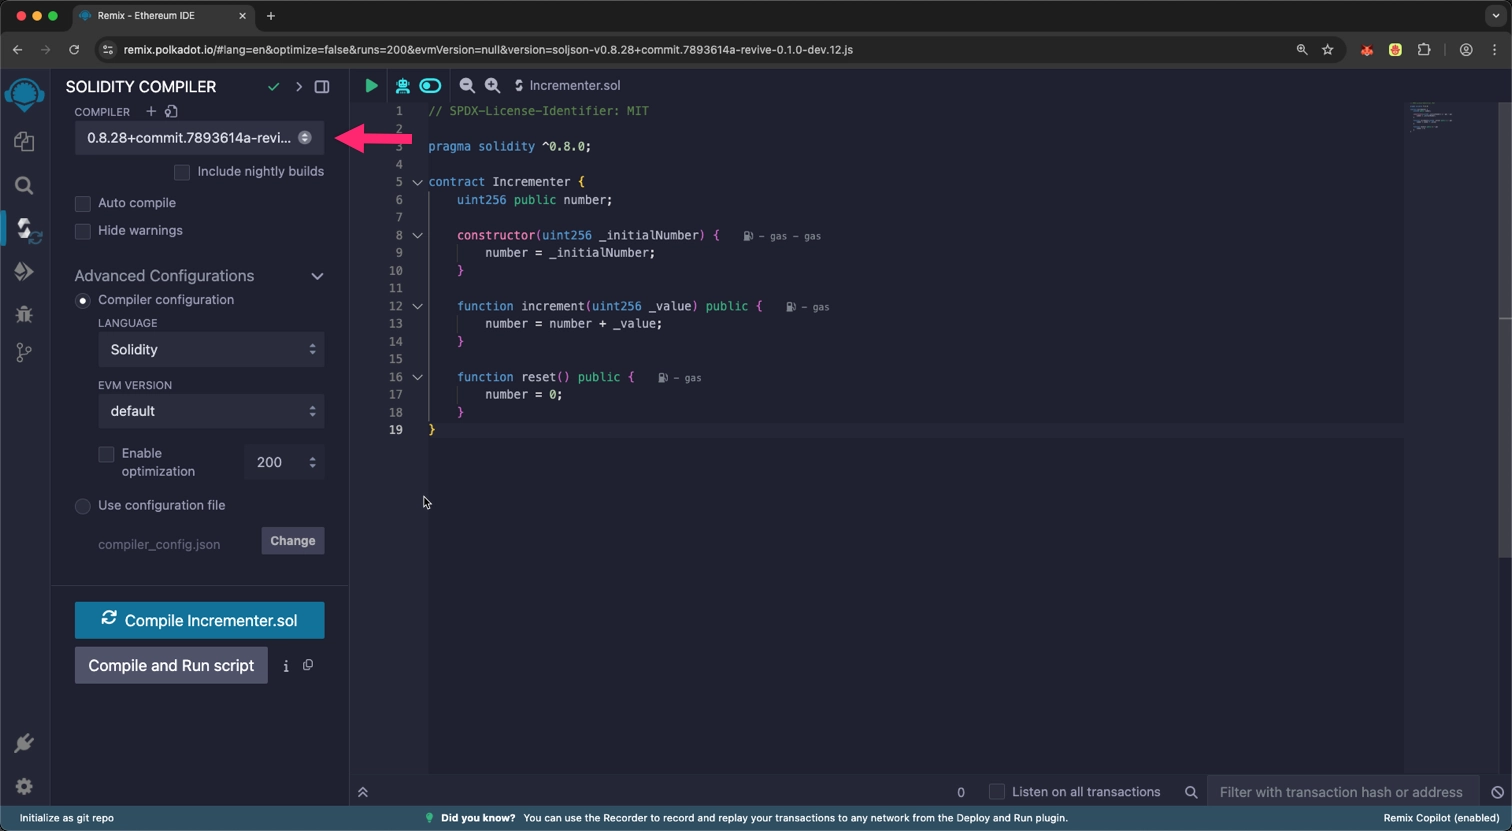 Remix - Ethereum IDE
remix.polkadot.io/#lang=en&optimize=false&runs=200&evmVersion=null&version=soljson-v0.8.28+commit.7893614a-revive-0.1.0-dev.12.js
SOLIDITY COMPILER
COMPILER
0.8.28+commit.7893614a-revi...
Include nightly builds
Auto compile
Hide warnings
Advanced Configurations
Compiler configuration
LANGUAGE
Solidity
EVM VERSION
default
Enable
optimization
200
Use configuration file
compiler_config.json
Change
Compile Incrementer.sol
Compile and Run script
i
Incrementer.sol
1 // SPDX-License-Identifier: MIT
2
3 pragma solidity ^0.8.0;
4
5 contract Incrementer {
6 uint256 public number;
7
8 constructor(uint256 _initialNumber) { - gas - gas
9 number = _initialNumber;
10 }
11
12 function increment(uint256 _value) public { - gas
13 number = number + _value;
14 }
15
16 function reset() public { - gas
17 number = 0;
18 }
19 }
0
Listen on all transactions
Filter with transaction hash or address
Initialize as git repo
Did you know? You can use the Recorder to record and replay your transactions to any network from the Deploy and Run plugin.
Remix Copilot (enabled)